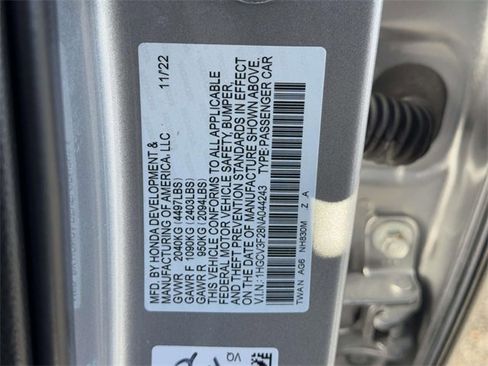 MFD. BY HONDA DEVELOPMENT & 11/22
MANUFACTURING OF AMERICA, LLC
GVWR 2040KG (4497LBS)
GAWR F 1090KG (2403LBS)
GAWR R 950KG (2094LBS)
THIS VEHICLE CONFORMS TO ALL APPLICABLE
FEDERAL MOTOR VEHICLE SAFETY, BUMPER,
THEFT PREVENTION STANDARDS IN EFFECT
ON THE DATE OF MANUFACTURE SHOWN ABOVE.
V.I.N.: 1HGCV3F28NA044243 TYPE:PASSENGER CAR
TWAN AG6 NH830M Z A
VQ